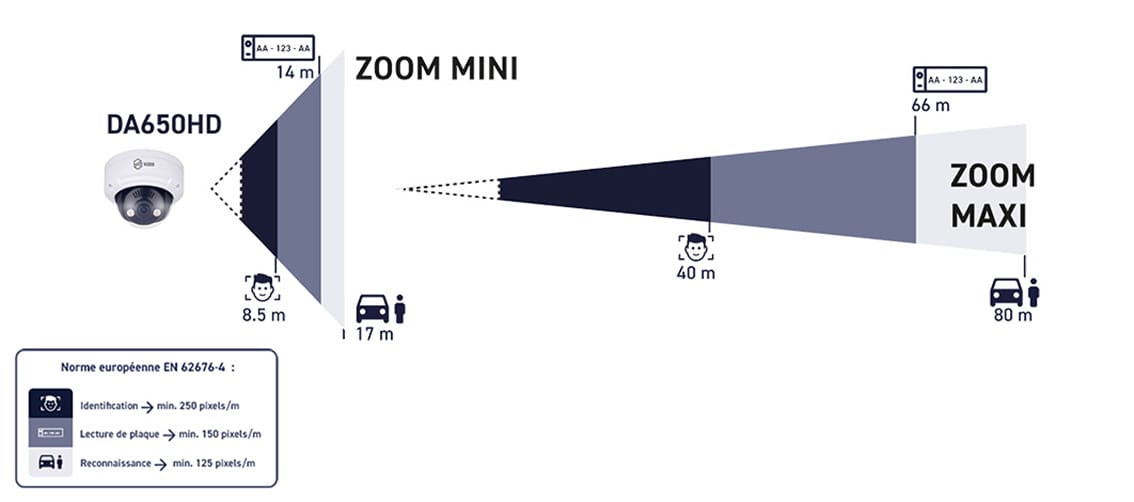 AA - 123 - AA
14 m
ZOOM MINI
DA650HD
8.5 m
17 m
AA - 123 - AA
66 m
ZOOM
MAXI
40 m
80 m
Norme européenne EN 62676-4 :
Identification → min. 250 pixels/m
Lecture de plaque → min. 150 pixels/m
Reconnaissance → min. 125 pixels/m